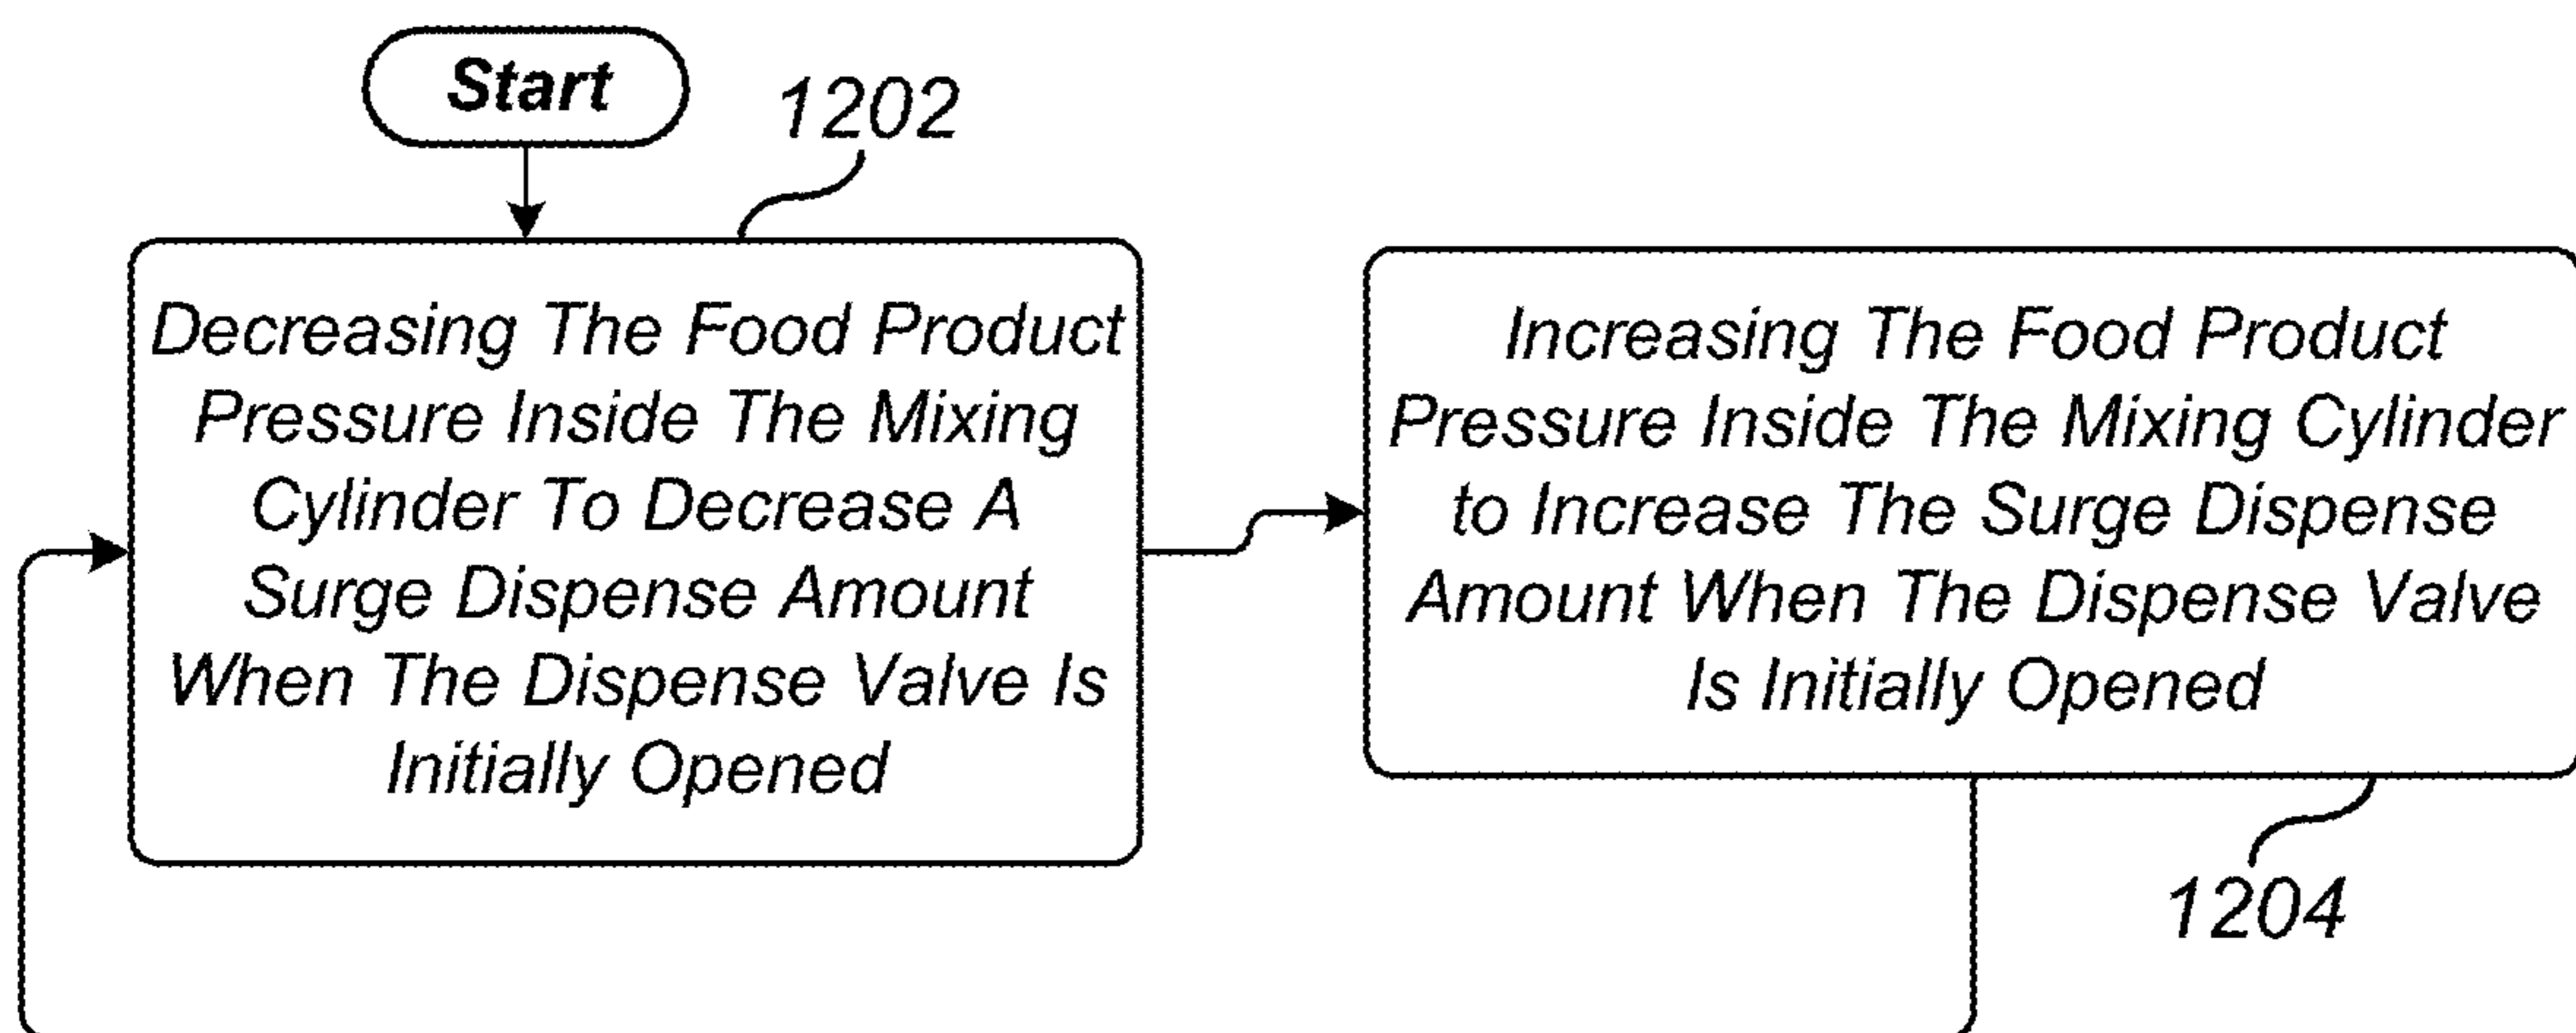 Start
1202
Decreasing The Food Product
Pressure Inside The Mixing
Cylinder To Decrease A
Surge Dispense Amount
When The Dispense Valve Is
Initially Opened
Increasing The Food Product
Pressure Inside The Mixing Cylinder
to Increase The Surge Dispense
Amount When The Dispense Valve
Is Initially Opened
1204